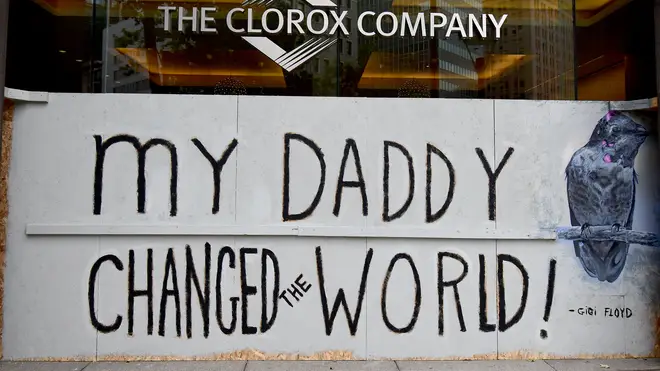 THE CLOROX COMPANY
MY DADDY
CHANGED THE WORLD!
- GIGI FLOYD